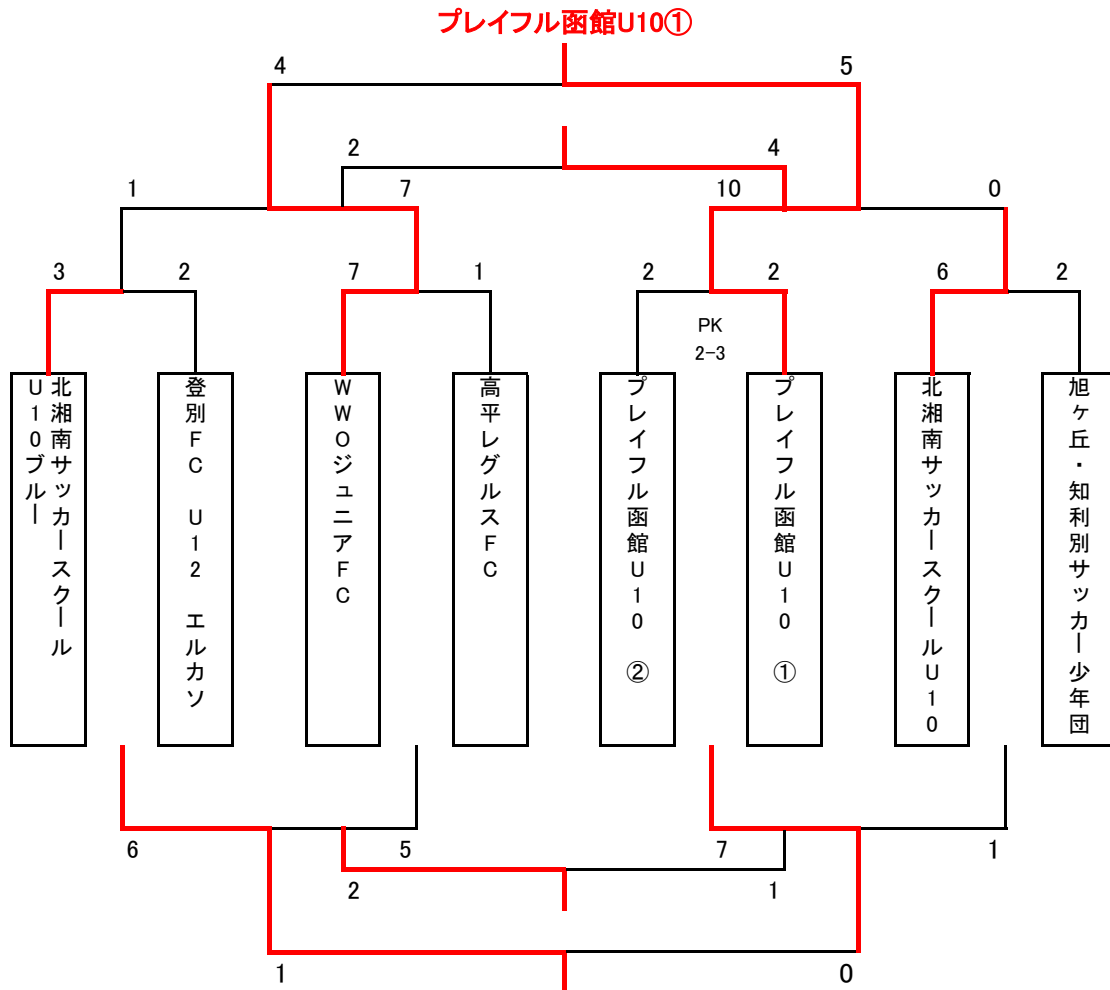 プレイフル函館U10①
4 5
2 4
1 7 10 0
3 2 7 1 2 2 6 2
PK
2-3
北湘南サッカースクール
U10ブルー
登別FC U12 エルカソ
WWOジュニアFC
高平レグルスFC
プレイフル函館U10 ②
プレイフル函館U10 ①
北湘南サッカースクールU10
旭ヶ丘・知利別サッカー少年団
6 5 7 1
2 1
1 0